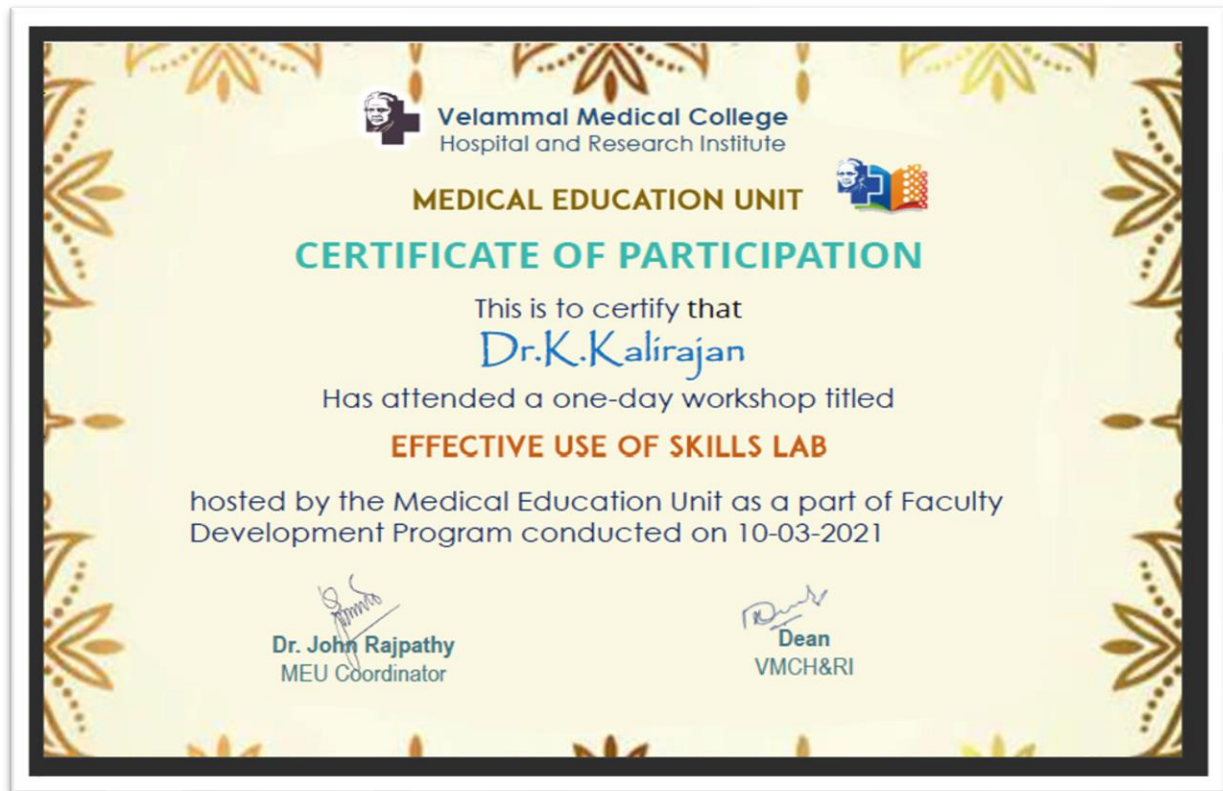 Velammal Medical College
Hospital and Research Institute
MEDICAL EDUCATION UNIT
CERTIFICATE OF PARTICIPATION
This is to certify that
Dr.K.Kalirajan
Has attended a one-day workshop titled
EFFECTIVE USE OF SKILLS LAB
hosted by the Medical Education Unit as a part of Faculty
Development Program conducted on 10-03-2021
Dr. John Rajpathy
MEU Coordinator
Dean
VMCH&RI